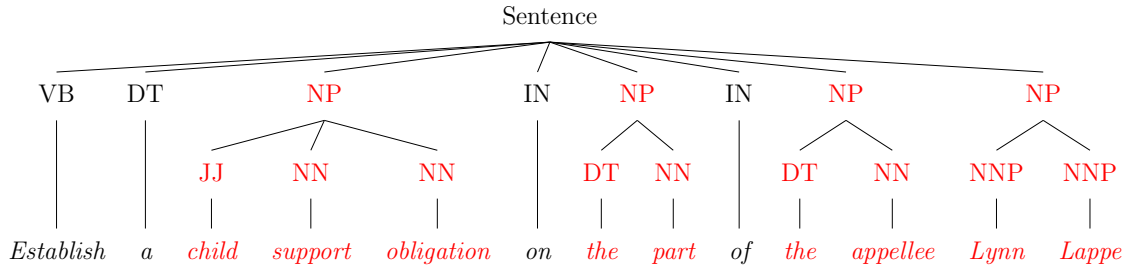 Sentence
VB DT NP IN NP IN NP NP
JJ NN NN DT NN DT NN NNP NNP
Establish a child support obligation on the part of the appellee Lynn Lappe